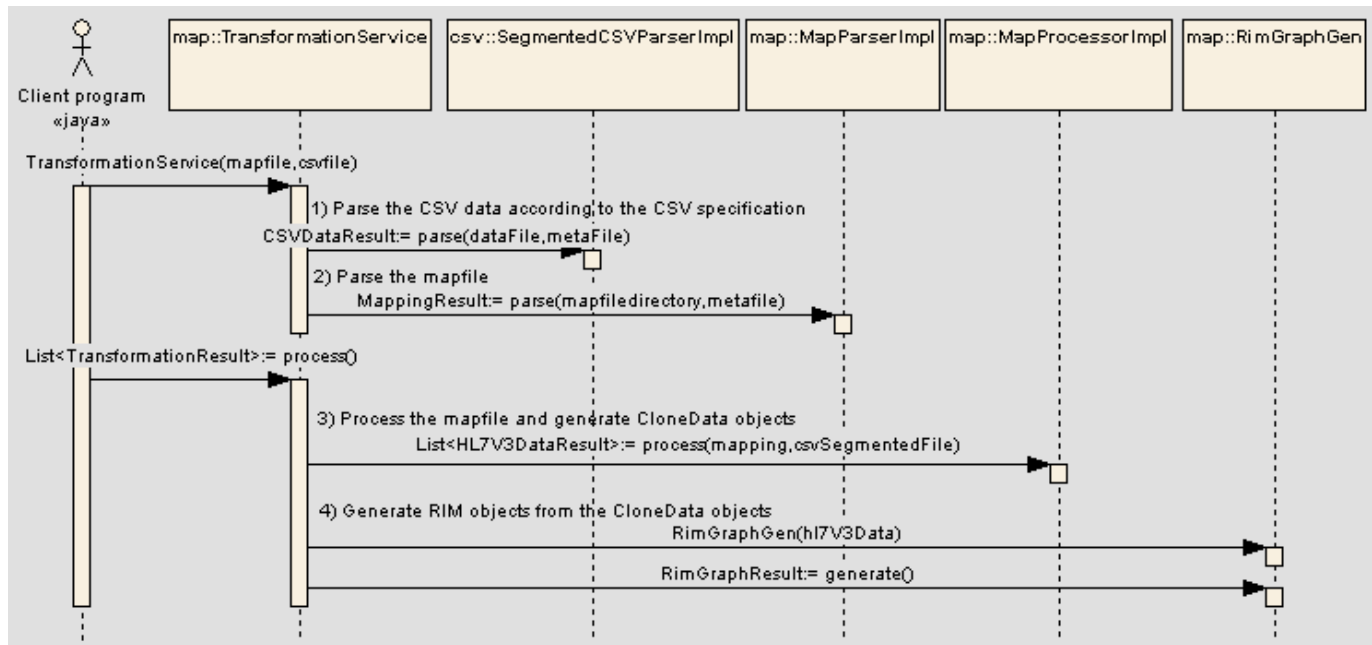 map::TransformationService
csv::SegmentedCSVParserImpl
map::MapParserImpl
map::MapProcessorImpl
map::RimGraphGen
Client program
«java»
TransformationService(mapfile,csvfile)
1) Parse the CSV data according to the CSV specification
CSVDataResult:= parse(dataFile,metaFile)
2) Parse the mapfile
MappingResult:= parse(mapfiledirectory,metafile)
List<TransformationResult>:= process()
3) Process the mapfile and generate CloneData objects
List<HL7V3DataResult>:= process(mapping,csvSegmentedFile)
4) Generate RIM objects from the CloneData objects
RimGraphGen(hl7V3Data)
RimGraphResult:= generate()